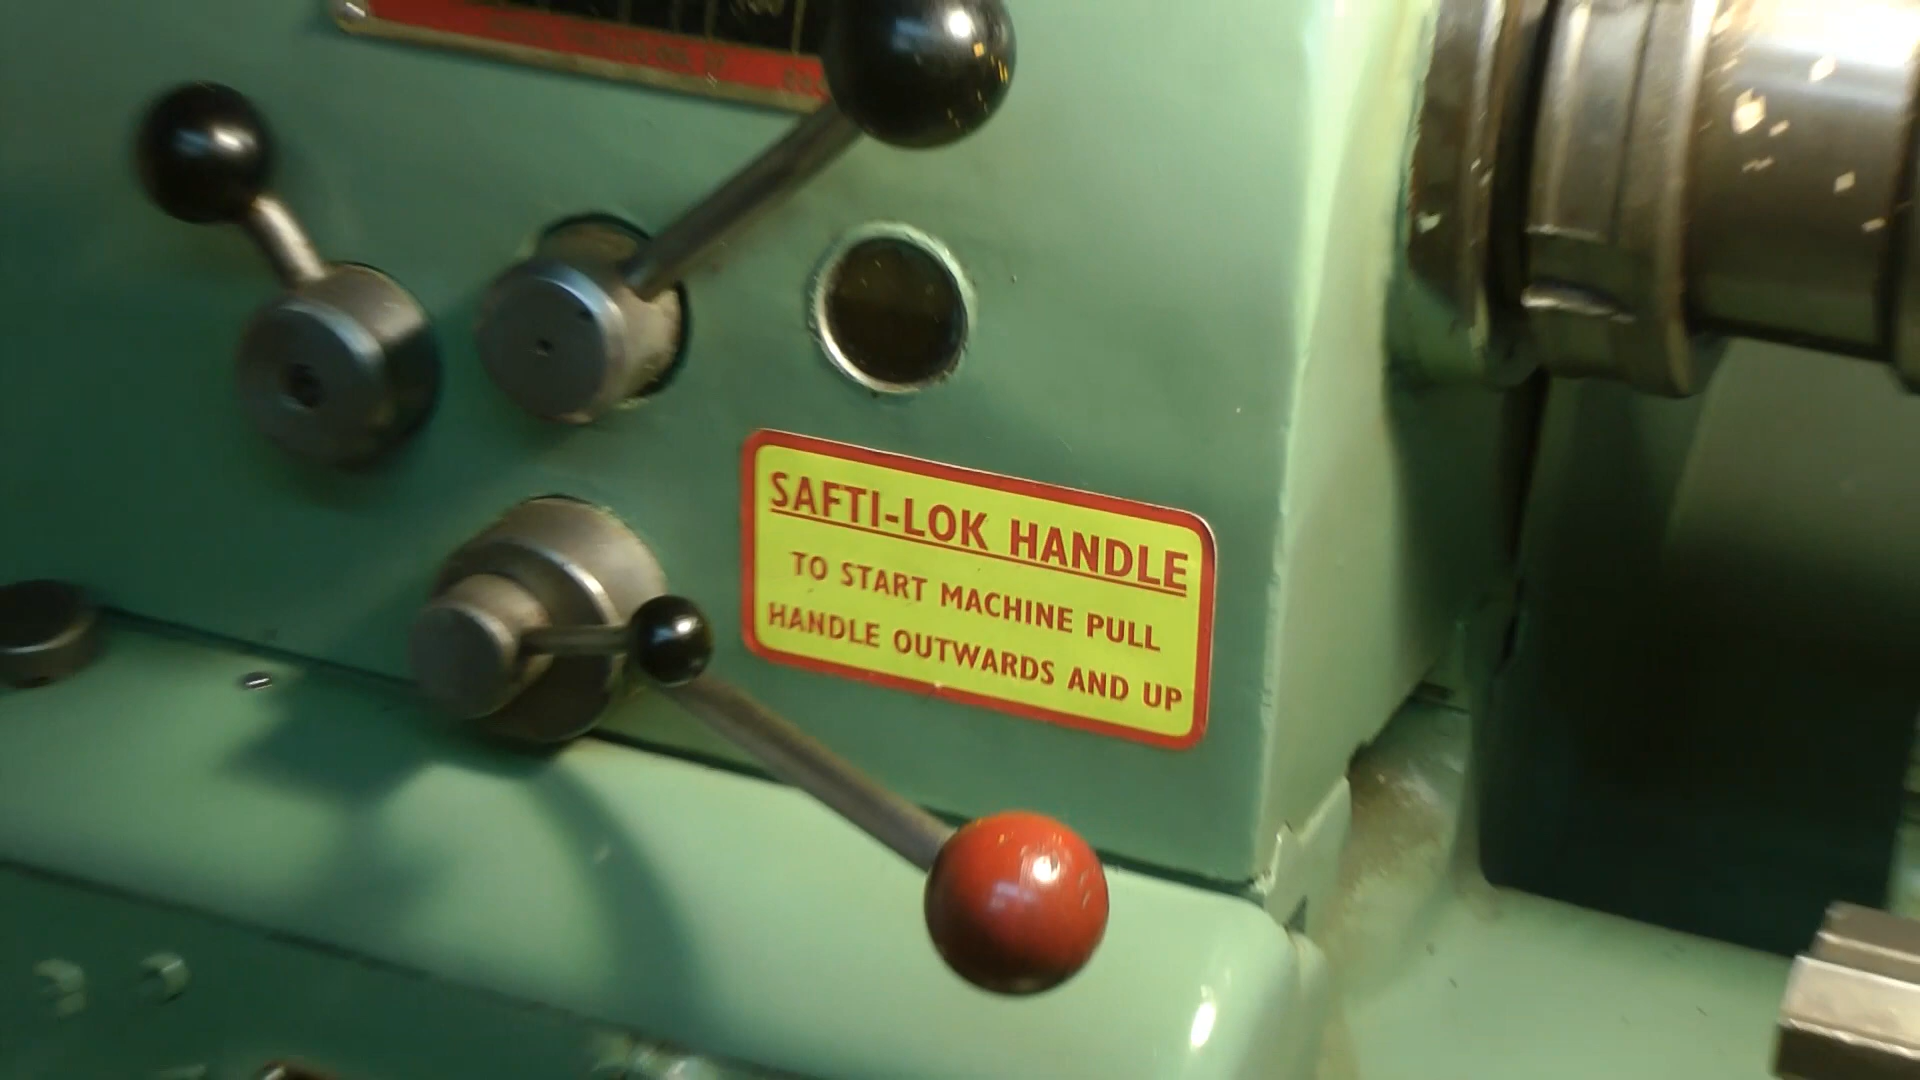 SAFTI-LOK HANDLE
TO START MACHINE PULL
HANDLE OUTWARDS AND UP